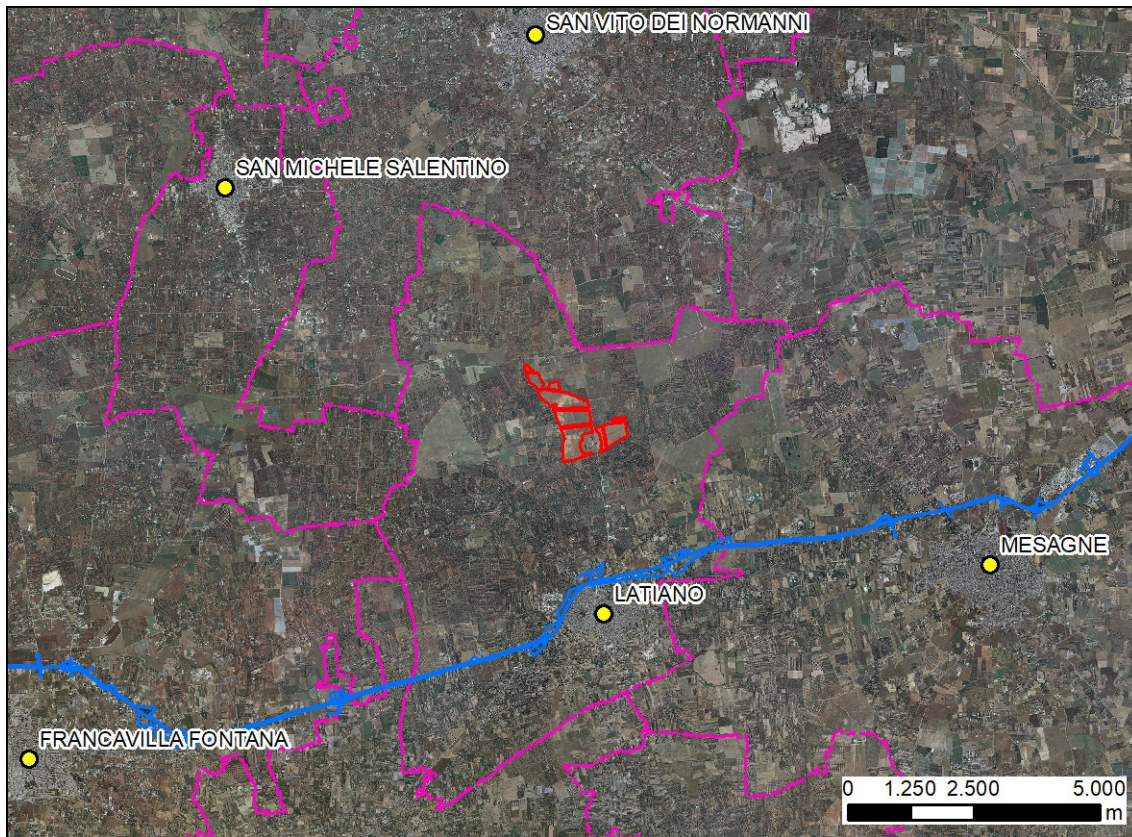 SAN VITO DEI NORMANNI
SAN MICHELE SALENTINO
MESAGNE
LATIANO
FRANCAVILLA FONTANA
0 1.250 2.500 5.000
m